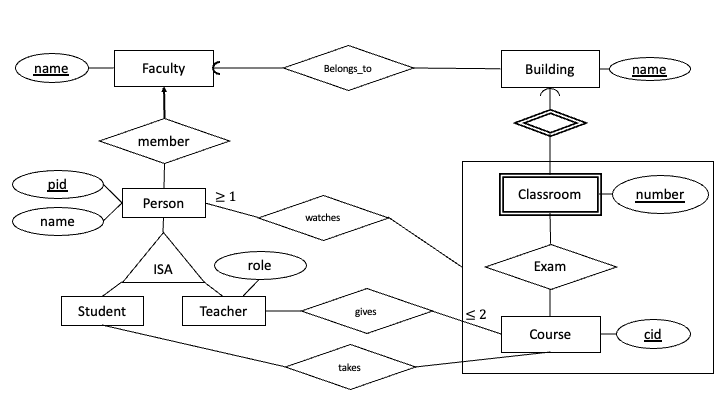 name
Faculty
Belongs_to
Building
name
member
pid
name
Person
≥ 1
watches
Classroom
number
ISA
role
Exam
Student
Teacher
gives
≤ 2
Course
cid
takes